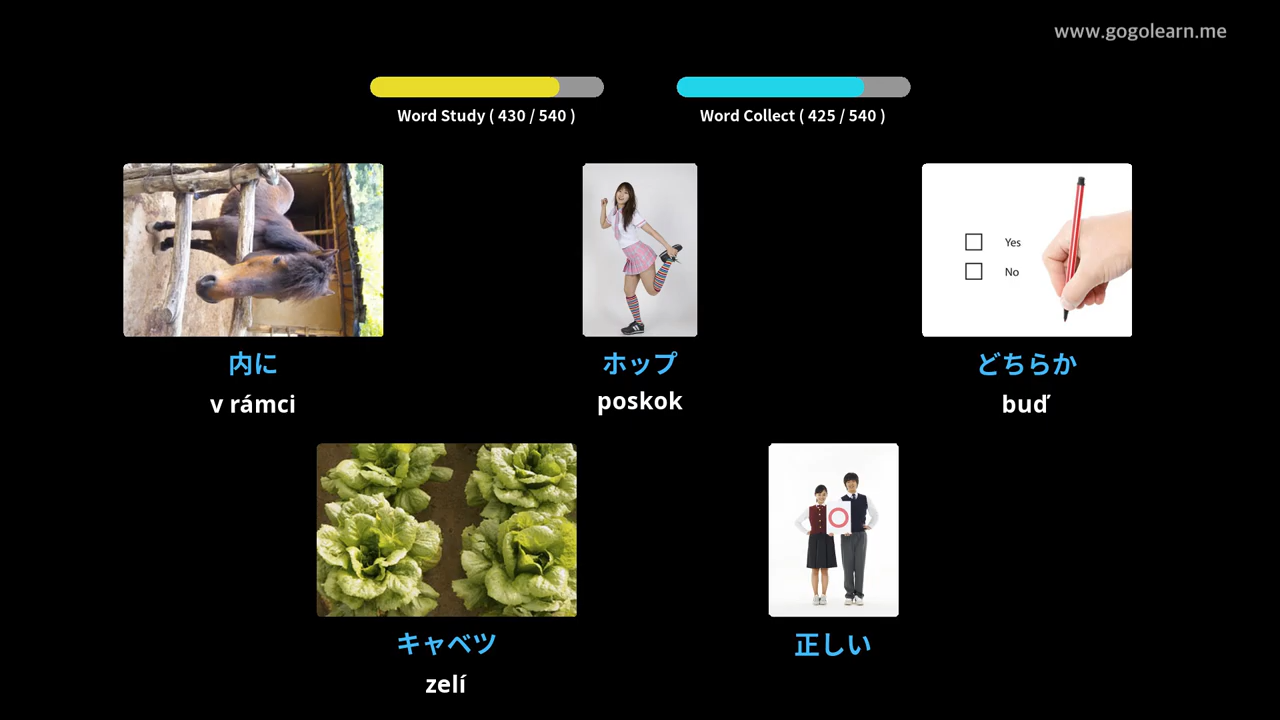 www.gogolearn.me
Word Study ( 430 / 540 )
Word Collect ( 425 / 540 )
Yes
No
内に
v rámci
ホップ
poskok
どちらか
buď
キャベツ
zelí
正しい